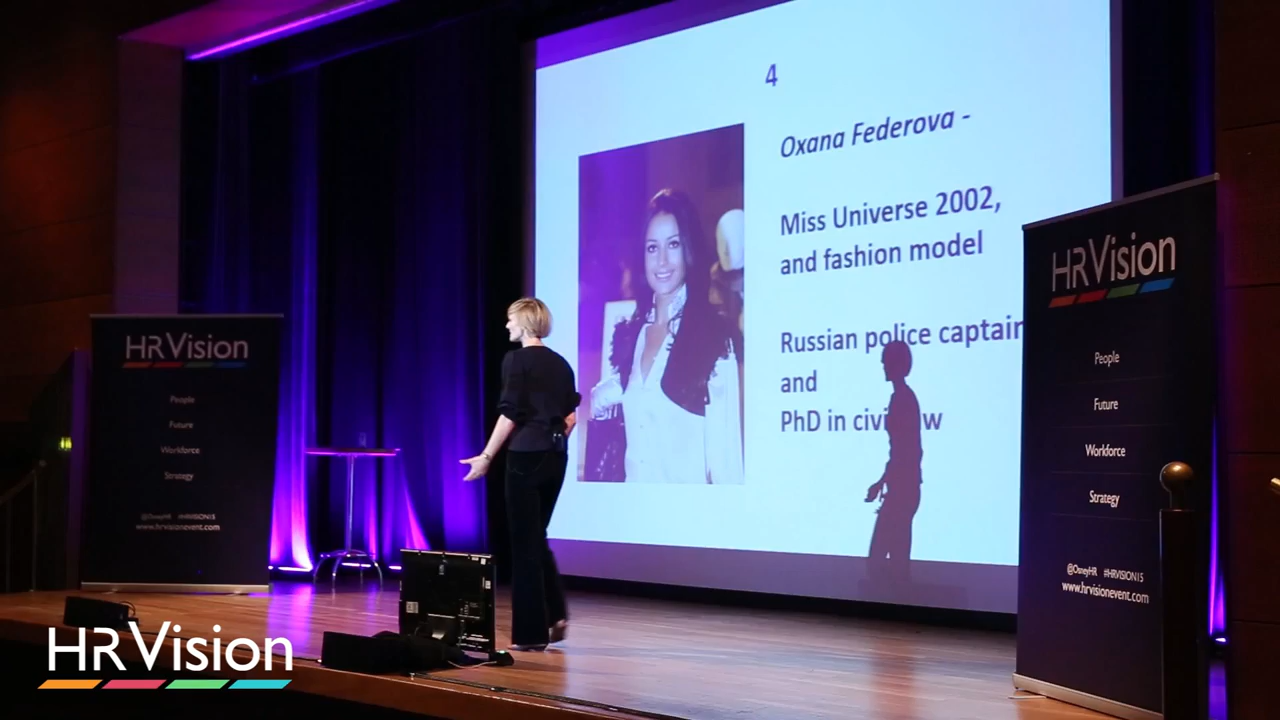 4
Oxana Federova -
Miss Universe 2002,
and fashion model
Russian police captain
and
PhD in civi w
HRVision
People
Future
Workforce
Strategy
www.hrvisionevent.com
HRVision
People
Future
Workforce
Strategy
@OsneyHR #HRVISION15
www.hrvisionevent.com
HRVision